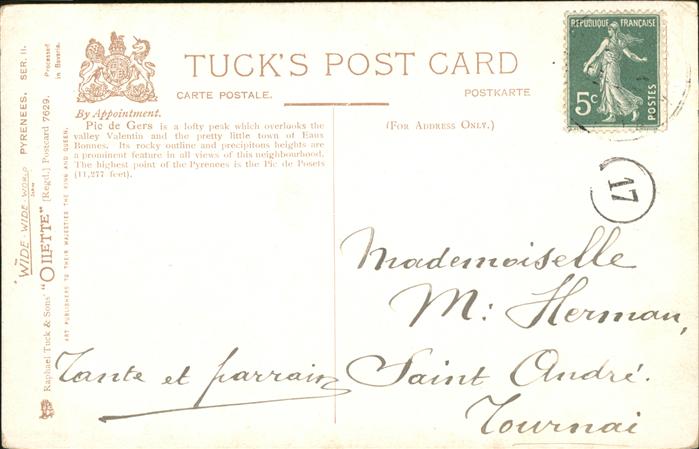 TUCK'S POST CARD
CARTE POSTALE.
POSTKARTE
By Appointment.
(FOR ADDRESS ONLY.)
Pic de Gers is a lofty peak which overlooks the
valley Valentin and the pretty little town of Eaux
Bonnes. Its rocky outline and precipitous heights are
a prominent feature in all views of this neighbourhood.
The highest point of the Pyrenees is the Pic de Posets
(11,277 feet).
THE
WIDE-WIDE-WORLD
SERIES
PYRENEES. SER. II.
Processed
in Bavaria.
Raphael Tuck & Sons' "OILETTE" [Regd.] Postcard 7629.
ART PUBLISHERS TO THEIR MAJESTIES THE KING AND QUEEN.
REPUBLIQUE FRANÇAISE
5c
POSTES
17
Mademoiselle
M: Herman,
Saint André.
Tournai
Tante et parrain